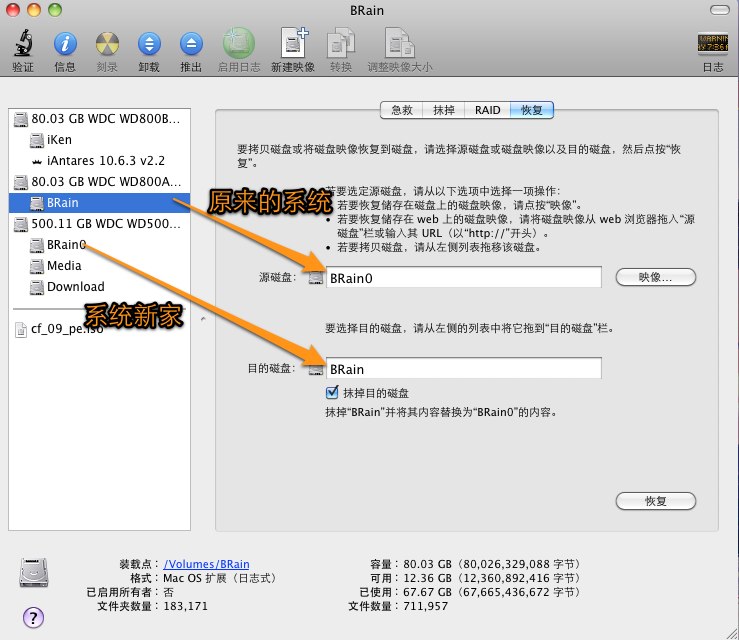 BRain
验证
信息
刻录
卸载
推出
启用日志
新建映像
转换
调整映像大小
日志
80.03 GB WDC WD800B...
iKen
iAntares 10.6.3 v2.2
80.03 GB WDC WD800A...
BRain
500.11 GB WDC WD500...
BRain0
Media
Download
cf_09_pe.iso
原来的系统
系统新家
急救
抹掉
RAID
恢复
要拷贝磁盘或将磁盘映像恢复到磁盘，请选择源磁盘或磁盘映像以及目的磁盘，然后点按“恢
复”。
若要选定源磁盘，请从以下选项中选择一项操作：
• 若要恢复储存在磁盘上的磁盘映像，请点按“映像”。
• 若要恢复储存在 web 上的磁盘映像，请将磁盘映像从 web 浏览器拖入“源
磁盘”栏或输入其 URL（以“http://”开头）。
• 若要拷贝磁盘，请从左侧列表拖移该磁盘。
源磁盘：
BRain0
映像...
要选择目的磁盘，请从左侧的列表中将它拖到“目的磁盘”栏。
目的磁盘：
BRain
抹掉目的磁盘
抹掉“BRain”并将其内容替换为“BRain0”的内容。
恢复
装载点：/Volumes/BRain
格式：Mac OS 扩展（日志式）
已启用所有者：否
文件夹数量：183,171
容量：80.03 GB（80,026,329,088 字节）
可用：12.36 GB（12,360,892,416 字节）
已使用：67.67 GB（67,665,436,672 字节）
文件数量：711,957
?